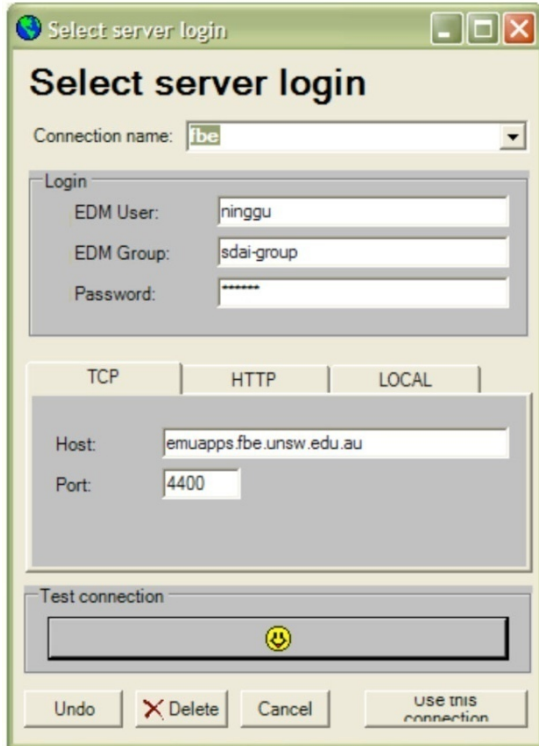 Select server login
Select server login
Connection name: fbe
Login
EDM User: ninggu
EDM Group: sdai-group
Password: ******
TCP HTTP LOCAL
Host: emuapps.fbe.unsw.edu.au
Port: 4400
Test connection
Undo Delete Cancel Use this
connection